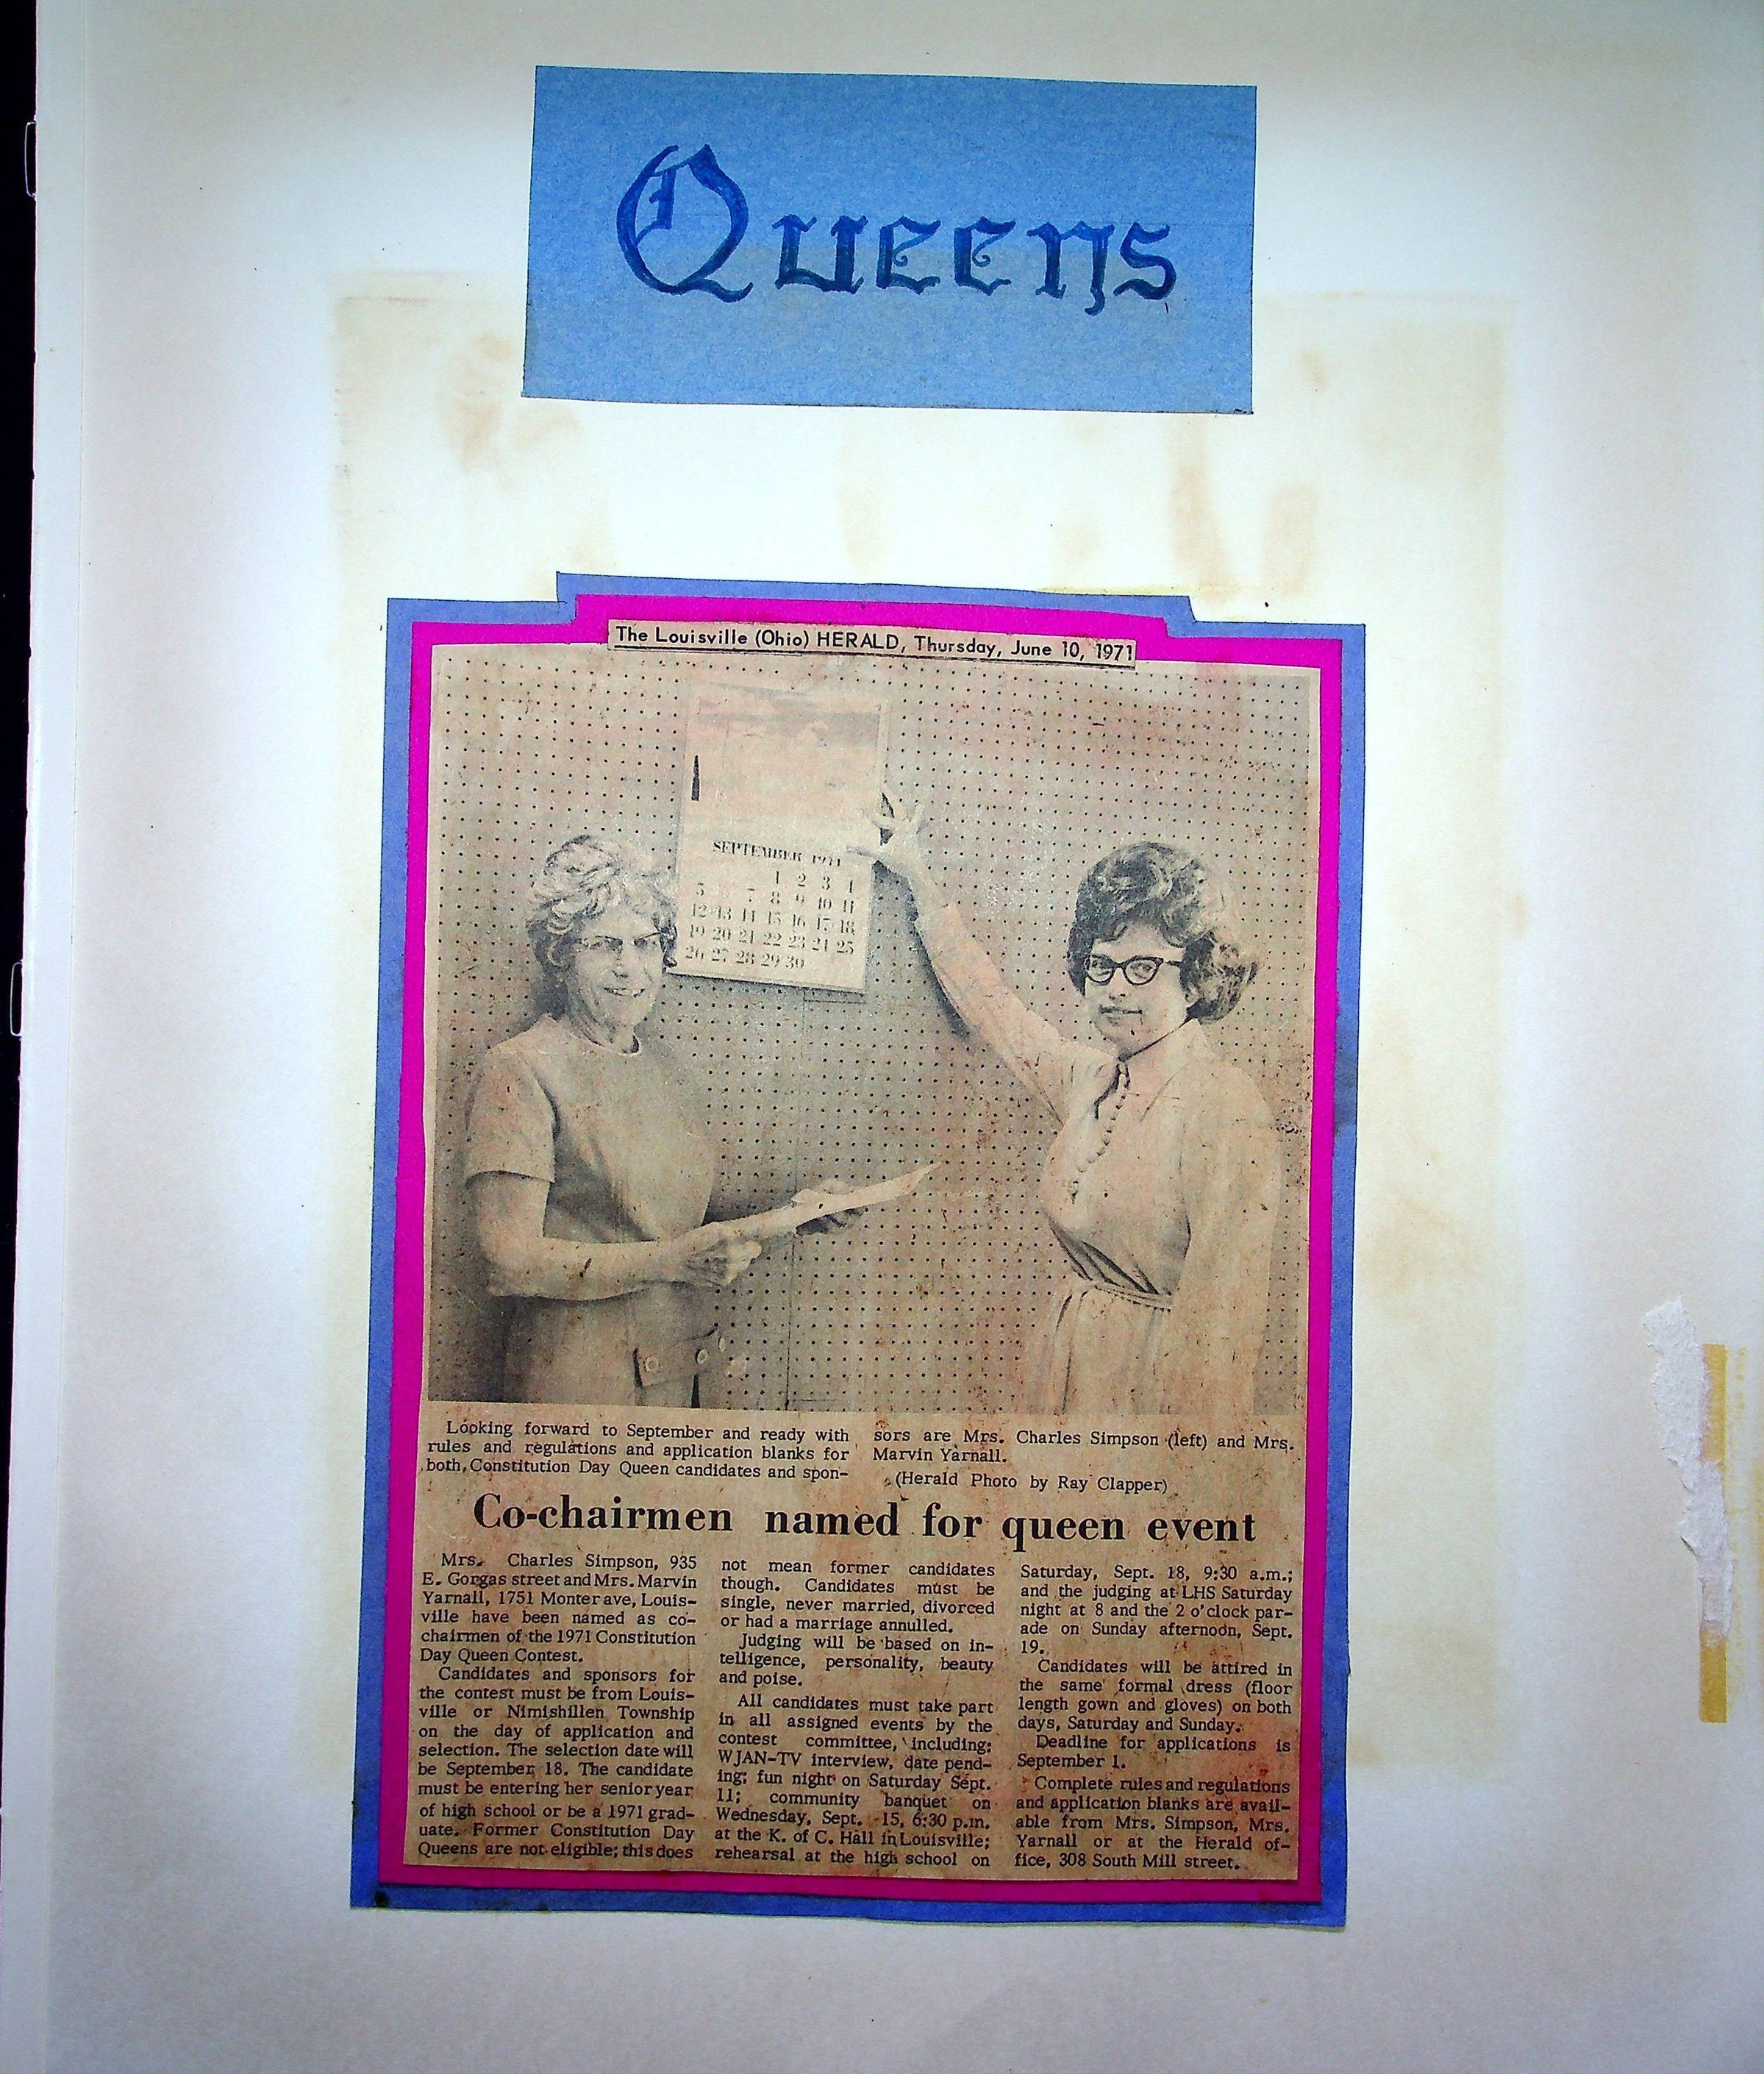 Queens
The Louisville (Ohio) HERALD, Thursday, June 10, 1971
SEPTEMBER 1971
1 2 3 4
5 7 8 9 10 11
12 13 14 15 16 17 18
19 20 21 22 23 24 25
26 27 28 29 30
Looking forward to September and ready with
rules and regulations and application blanks for
both Constitution Day Queen candidates and spon-
sors are Mrs. Charles Simpson (left) and Mrs.
Marvin Yarnall.
(Herald Photo by Ray Clapper)
Co-chairmen named for queen event
Mrs. Charles Simpson, 935
E. Gorgas street and Mrs. Marvin
Yarnall, 1751 Monter ave, Louis-
ville have been named as co-
chairmen of the 1971 Constitution
Day Queen Contest.
Candidates and sponsors for
the contest must be from Louis-
ville or Nimishillen Township
on the day of application and
selection. The selection date will
be September 18. The candidate
must be entering her senior year
of high school or be a 1971 grad-
uate. Former Constitution Day
Queens are not eligible; this does
not mean former candidates
though. Candidates must be
single, never married, divorced
or had a marriage annulled.
Judging will be based on in-
telligence, personality, beauty
and poise.
All candidates must take part
in all assigned events by the
contest committee, including:
WJAN-TV interview, date pend-
ing; fun night on Saturday Sept.
11; community banquet on
Wednesday, Sept. 15, 6:30 p.m.
at the K. of C. Hall in Louisville;
rehearsal at the high school on
Saturday, Sept. 18, 9:30 a.m.;
and the judging at LHS Saturday
night at 8 and the 2 o'clock par-
ade on Sunday afternoon, Sept.
19.
Candidates will be attired in
the same formal dress (floor
length gown and gloves) on both
days, Saturday and Sunday.
Deadline for applications is
September 1.
Complete rules and regulations
and application blanks are avail-
able from Mrs. Simpson, Mrs.
Yarnall or at the Herald of-
fice, 308 South Mill street.